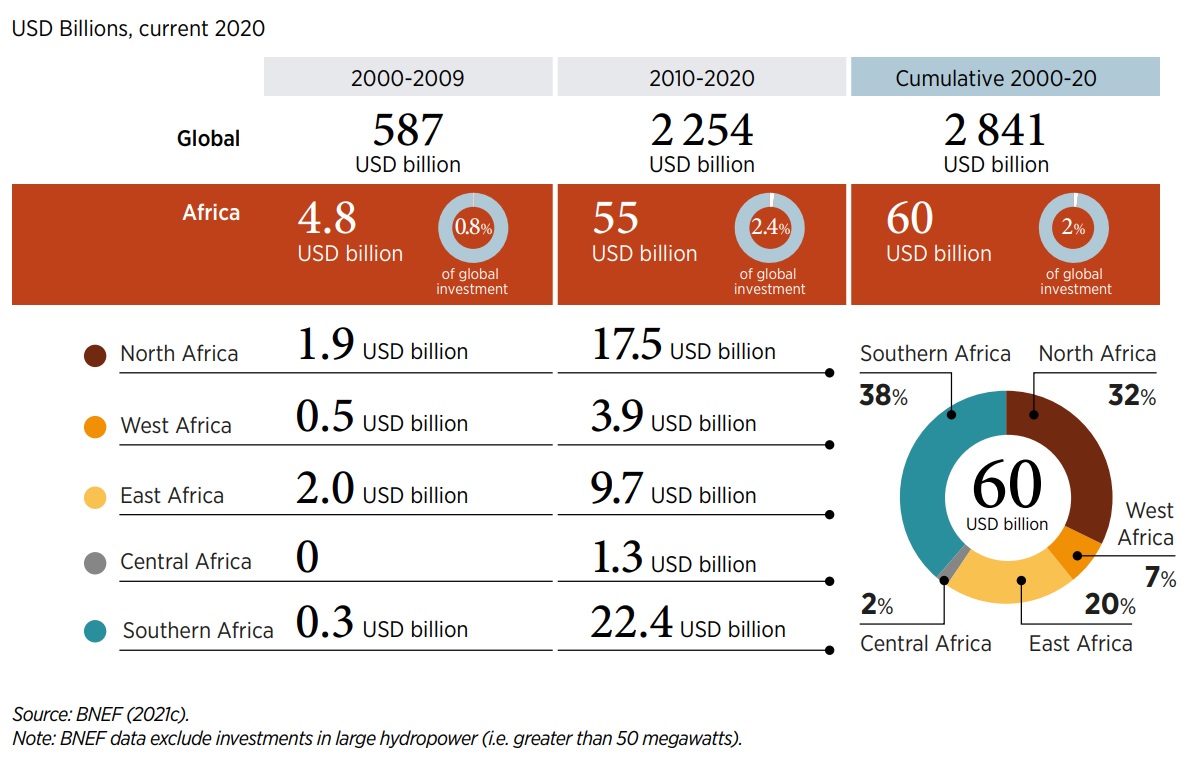 USD Billions, current 2020
2000-2009
2010-2020
Cumulative 2000-20
Global
587
USD billion
2 254
USD billion
2 841
USD billion
Africa
4.8
USD billion
0.8%
of global
investment
55
USD billion
2.4%
of global
investment
60
USD billion
2%
of global
investment
North Africa
1.9 USD billion
17.5 USD billion
West Africa
0.5 USD billion
3.9 USD billion
East Africa
2.0 USD billion
9.7 USD billion
Central Africa
0
1.3 USD billion
Southern Africa
0.3 USD billion
22.4 USD billion
Southern Africa
38%
North Africa
32%
60
USD billion
West
Africa
7%
2%
Central Africa
20%
East Africa
Source: BNEF (2021c).
Note: BNEF data exclude investments in large hydropower (i.e. greater than 50 megawatts).